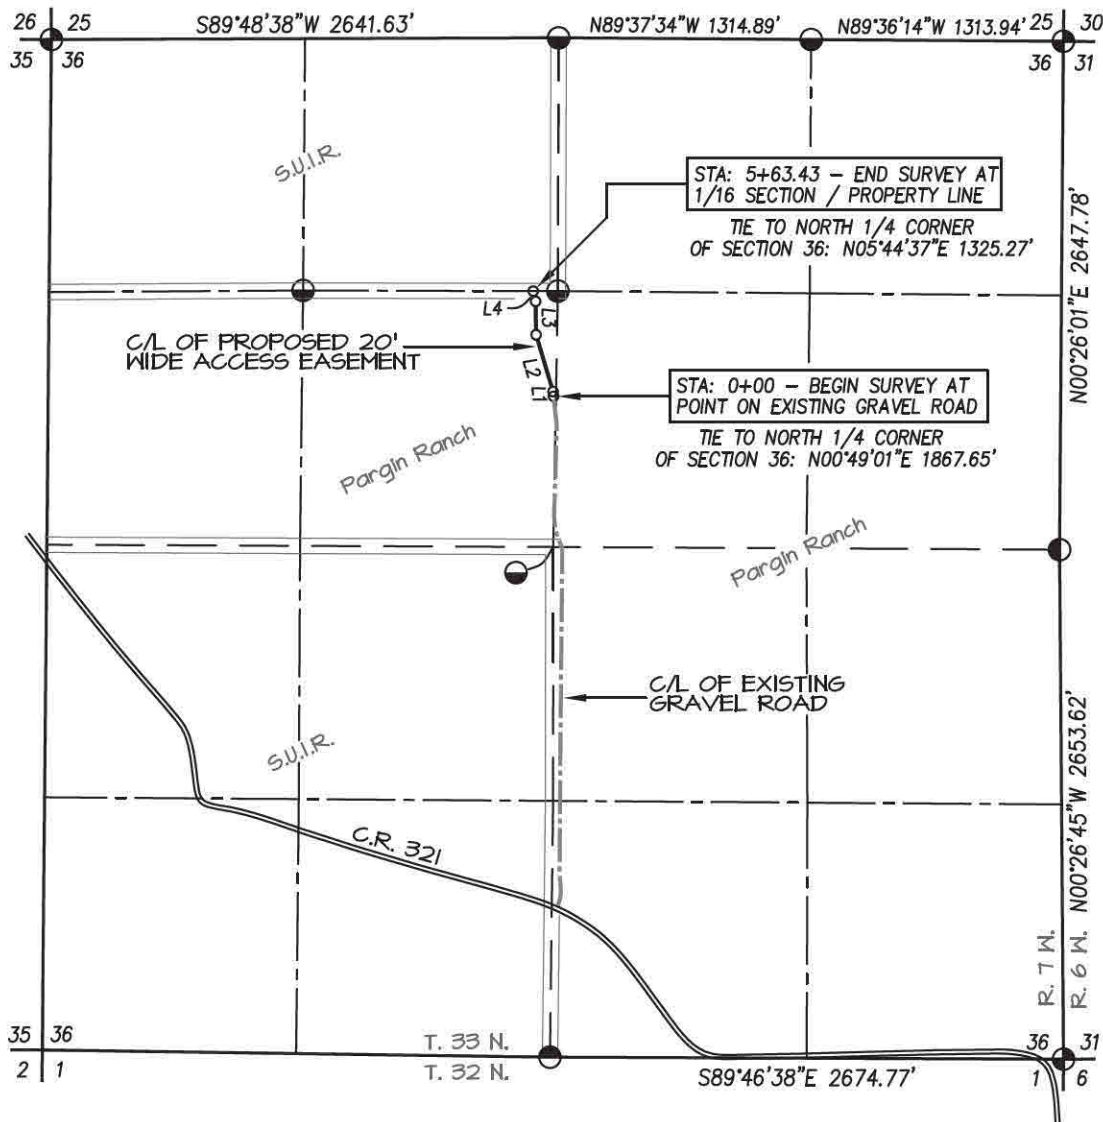 26 25
S89°48'38"W 2641.63'
N89°37'34"W 1314.89'
N89°36'14"W 1313.94'
25 30
35 36
36 31
S.U.I.R.
STA: 5+63.43 – END SURVEY AT
1/16 SECTION / PROPERTY LINE
TIE TO NORTH 1/4 CORNER
OF SECTION 36: N05°44'37"E 1325.27'
N00°26'01"E 2647.78'
L4
L3
C/L OF PROPOSED 20'
WIDE ACCESS EASEMENT
L2
L1
STA: 0+00 – BEGIN SURVEY AT
POINT ON EXISTING GRAVEL ROAD
TIE TO NORTH 1/4 CORNER
OF SECTION 36: N00°49'01"E 1867.65'
Pargin Ranch
Pargin Ranch
C/L OF EXISTING
GRAVEL ROAD
S.U.I.R.
N00°26'45"W 2653.62'
C.R. 321
R. 7 W.
R. 6 W.
35 36
T. 33 N.
36 31
2 1
T. 32 N.
S89°46'38"E 2674.77'
1 6